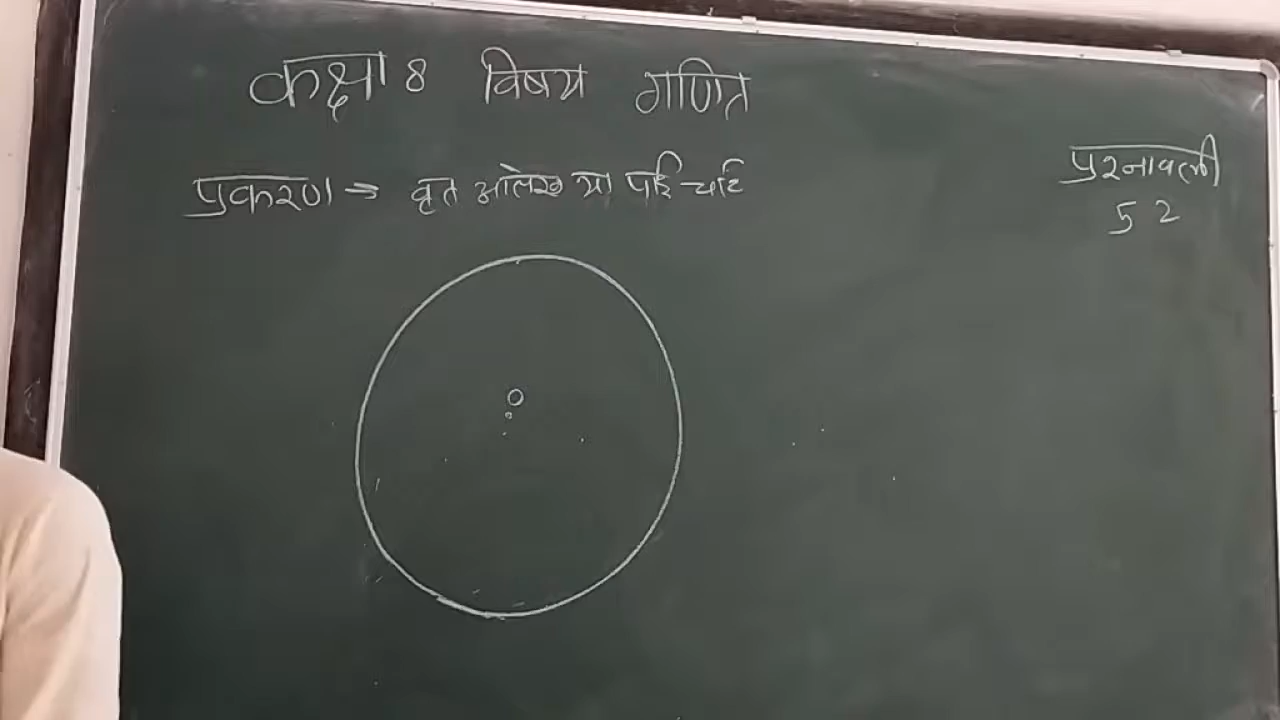 कक्षा 8 विषय गणित
प्रकरण → वृत आलेख या पाई चार्ट
प्रश्नावली
5 2
O